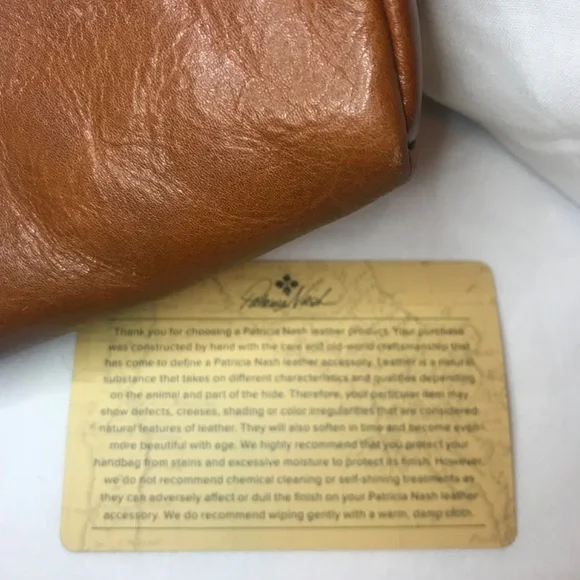 Patricia Nash
Thank you for choosing a Patricia Nash leather product. Your purchase
was constructed by hand with the care and old-world craftsmanship that
has come to define a Patricia Nash leather accessory. Leather is a natural
substance that takes on different characteristics and qualities depending
on the animal and part of the hide. Therefore, your particular item may
show defects, creases, shading or color irregularities that are considered
natural features of leather. They will also soften in time and become even
more beautiful with age. We highly recommend that you protect your
handbag from stains and excessive moisture to protect its finish. However,
we do not recommend chemical cleaning or self-shining treatments as
they can adversely affect or dull the finish on your Patricia Nash leather
accessory. We do recommend wiping gently with a warm, damp cloth.